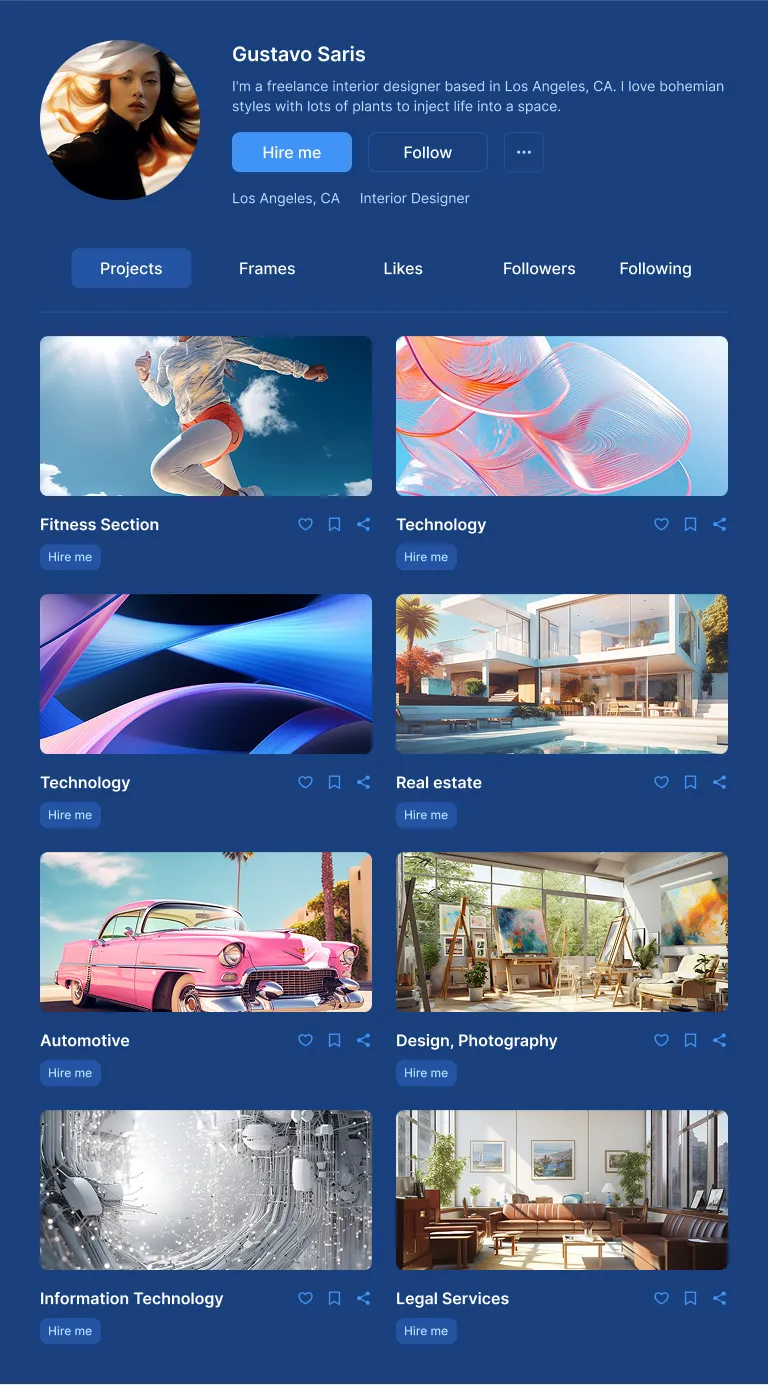 Gustavo Saris
I'm a freelance interior designer based in Los Angeles, CA. I love bohemian
styles with lots of plants to inject life into a space.
Hire me Follow
Los Angeles, CA Interior Designer
Projects Frames Likes Followers Following
Fitness Section Technology
Hire me Hire me
Technology Real estate
Hire me Hire me
Automotive Design, Photography
Hire me Hire me
Information Technology Legal Services
Hire me Hire me